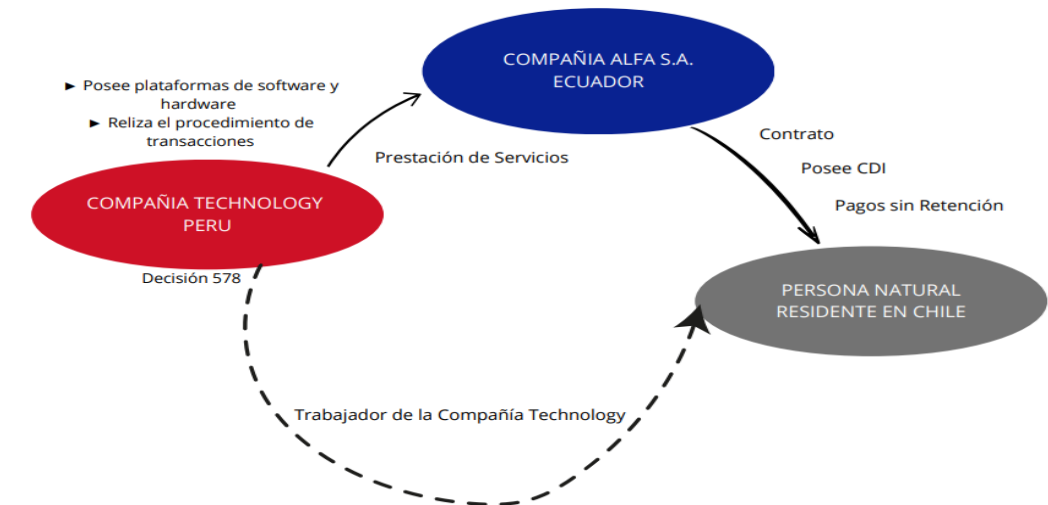 COMPAÑIA ALFA S.A.
ECUADOR
► Posee plataformas de software y
hardware
► Reliza el procedimiento de
transacciones
Prestación de Servicios
Contrato
Posee CDI
Pagos sin Retención
COMPAÑIA TECHNOLOGY
PERU
Decisión 578
PERSONA NATURAL
RESIDENTE EN CHILE
Trabajador de la Compañía Technology